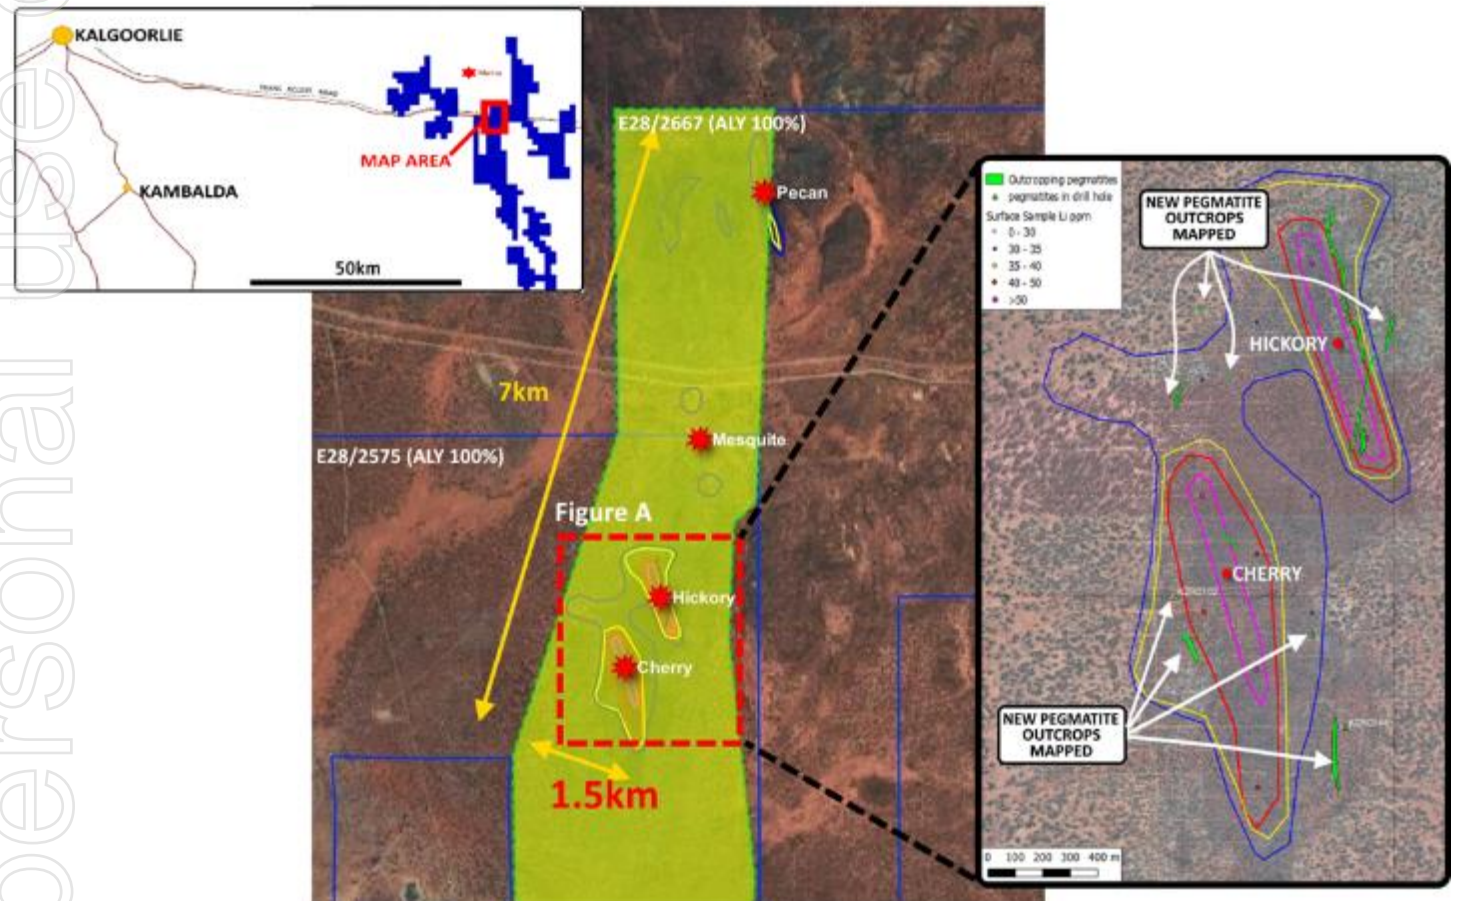 personal use
KALGOORLIE
KAMBALDA
MAP AREA
50km
E28/2667 (ALY 100%)
Pecan
7km
Mesquite
E28/2575 (ALY 100%)
Figure A
Hickory
Cherry
1.5km
Outcropping pegmatites
pegmatites in drill hole
Surface Sample Li ppm
0 - 30
30 - 35
35 - 40
40 - 50
>50
NEW PEGMATITE
OUTCROPS
MAPPED
HICKORY
CHERRY
NEW PEGMATITE
OUTCROPS
MAPPED
0 100 200 300 400 m